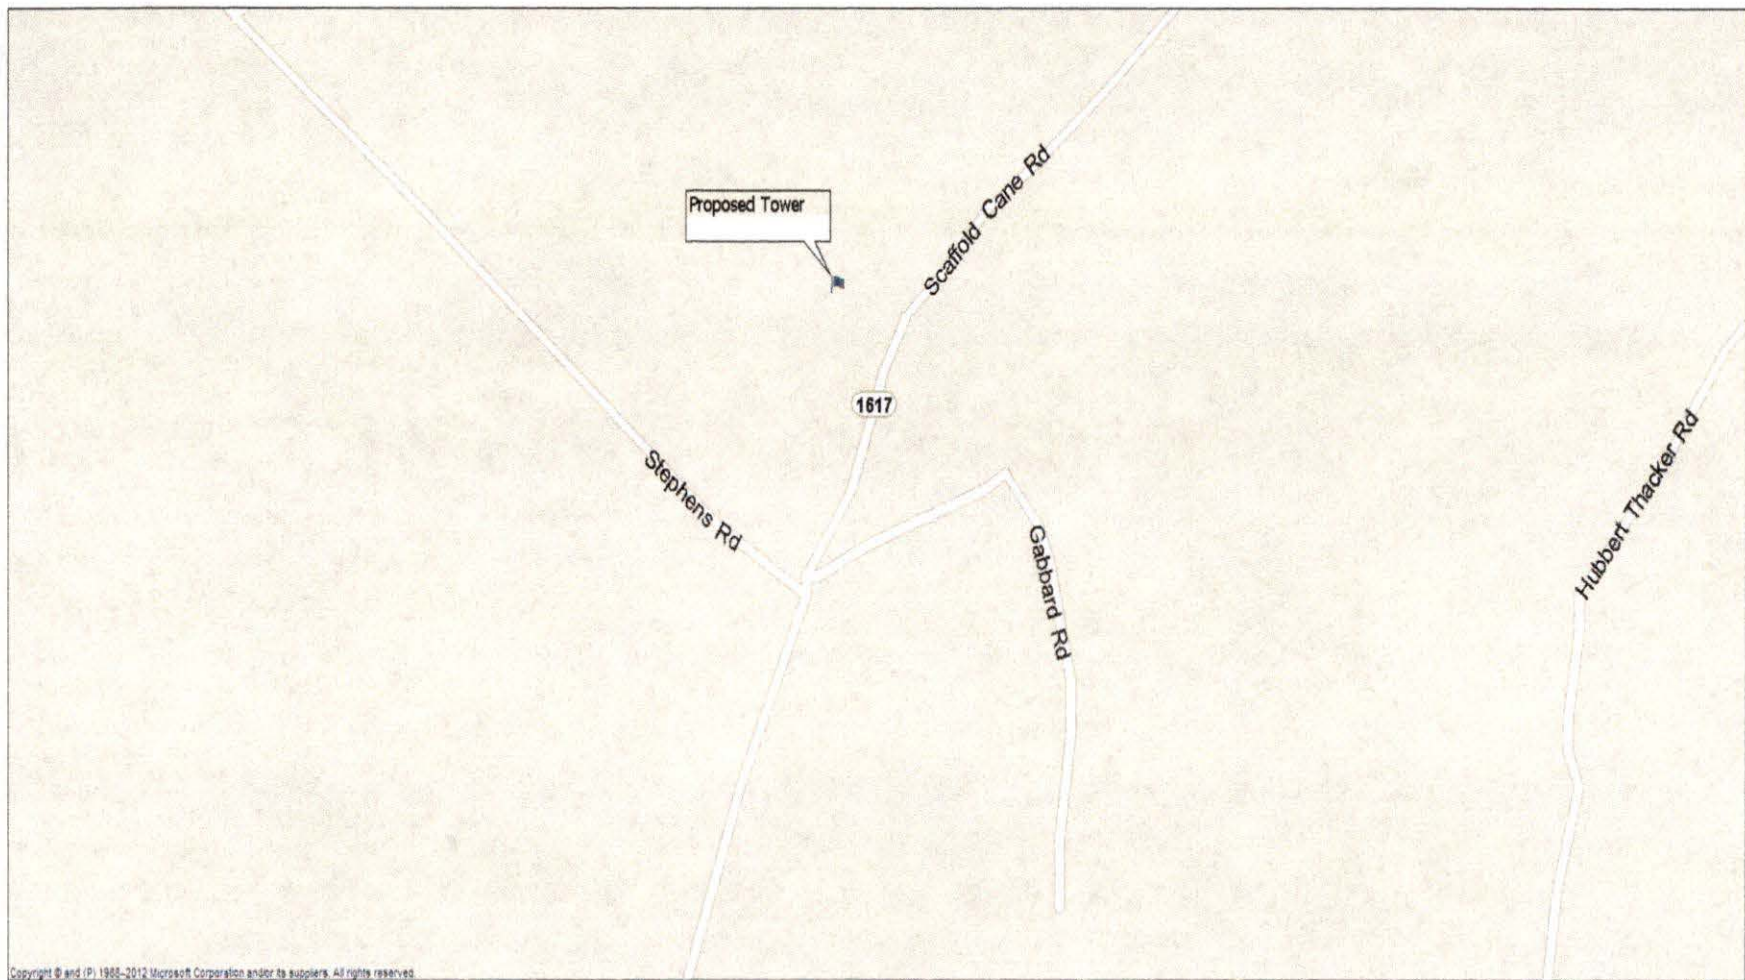 Proposed Tower
Scaffold Cane Rd
1617
Stephens Rd
Gabbard Rd
Hubbert Thacker Rd
Copyright © and (P) 1988–2012 Microsoft Corporation and/or its suppliers. All rights reserved.